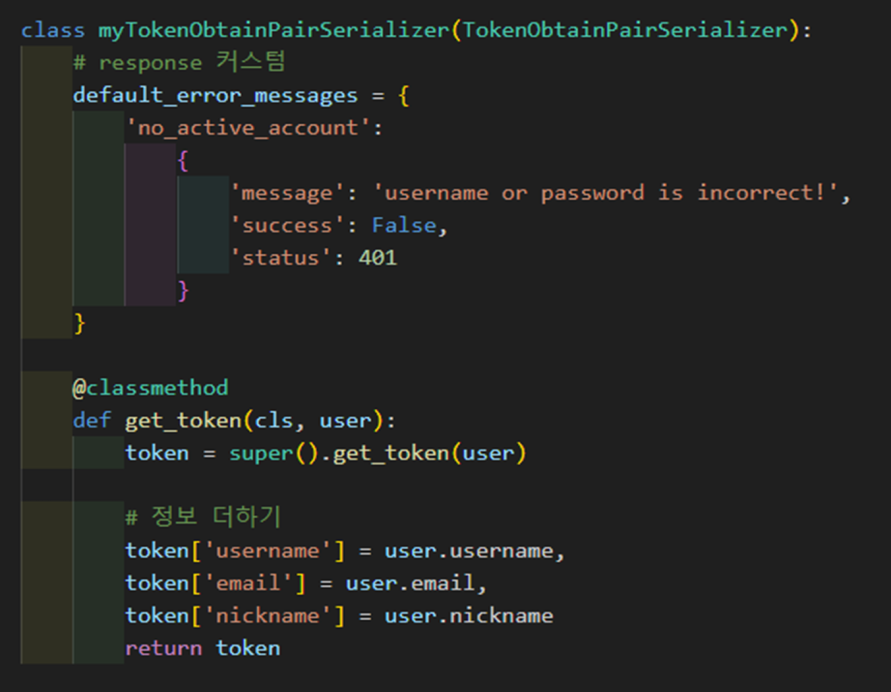 class myTokenObtainPairSerializer(TokenObtainPairSerializer):
    # response 커스텀
    default_error_messages = {
        'no_active_account':
            {
                'message': 'username or password is incorrect!',
                'success': False,
                'status': 401
            }
    }
    @classmethod
    def get_token(cls, user):
        token = super().get_token(user)
        # 정보 더하기
        token['username'] = user.username,
        token['email'] = user.email,
        token['nickname'] = user.nickname
        return token